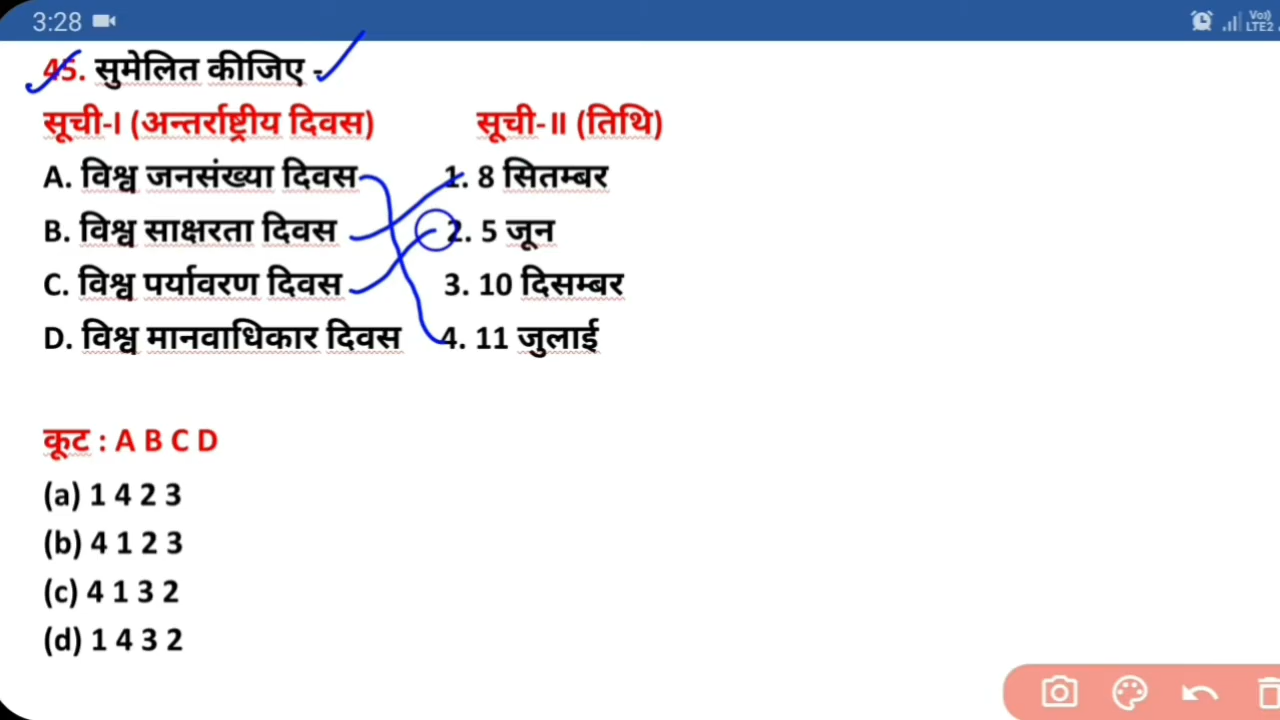 3:28
Vo)) LTE2
45. सुमेलित कीजिए -
सूची-I (अन्तर्राष्ट्रीय दिवस) सूची- II (तिथि)
A. विश्व जनसंख्या दिवस 1. 8 सितम्बर
B. विश्व साक्षरता दिवस 2. 5 जून
C. विश्व पर्यावरण दिवस 3. 10 दिसम्बर
D. विश्व मानवाधिकार दिवस 4. 11 जुलाई
कूट : A B C D
(a) 1 4 2 3
(b) 4 1 2 3
(c) 4 1 3 2
(d) 1 4 3 2